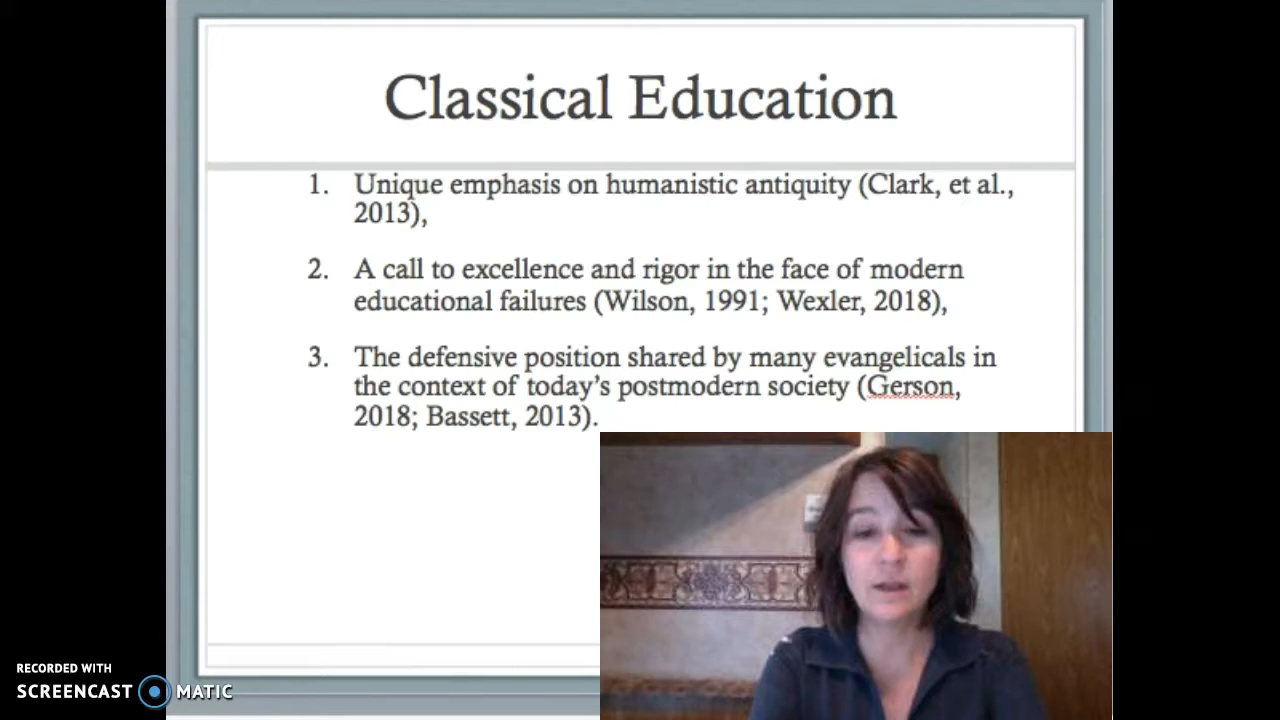 Classical Education
1. Unique emphasis on humanistic antiquity (Clark, et al.,
2013),
2. A call to excellence and rigor in the face of modern
educational failures (Wilson, 1991; Wexler, 2018),
3. The defensive position shared by many evangelicals in
the context of today's postmodern society (Gerson,
2018; Bassett, 2013).
RECORDED WITH
SCREENCAST MATIC